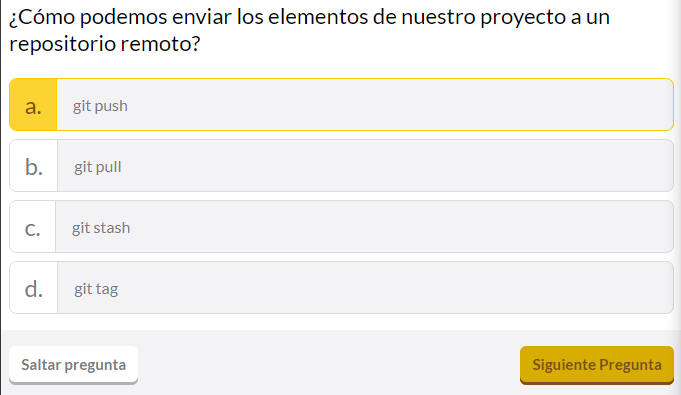 ¿Cómo podemos enviar los elementos de nuestro proyecto a un
repositorio remoto?
a. git push
b. git pull
c. git stash
d. git tag
Saltar pregunta Siguiente Pregunta